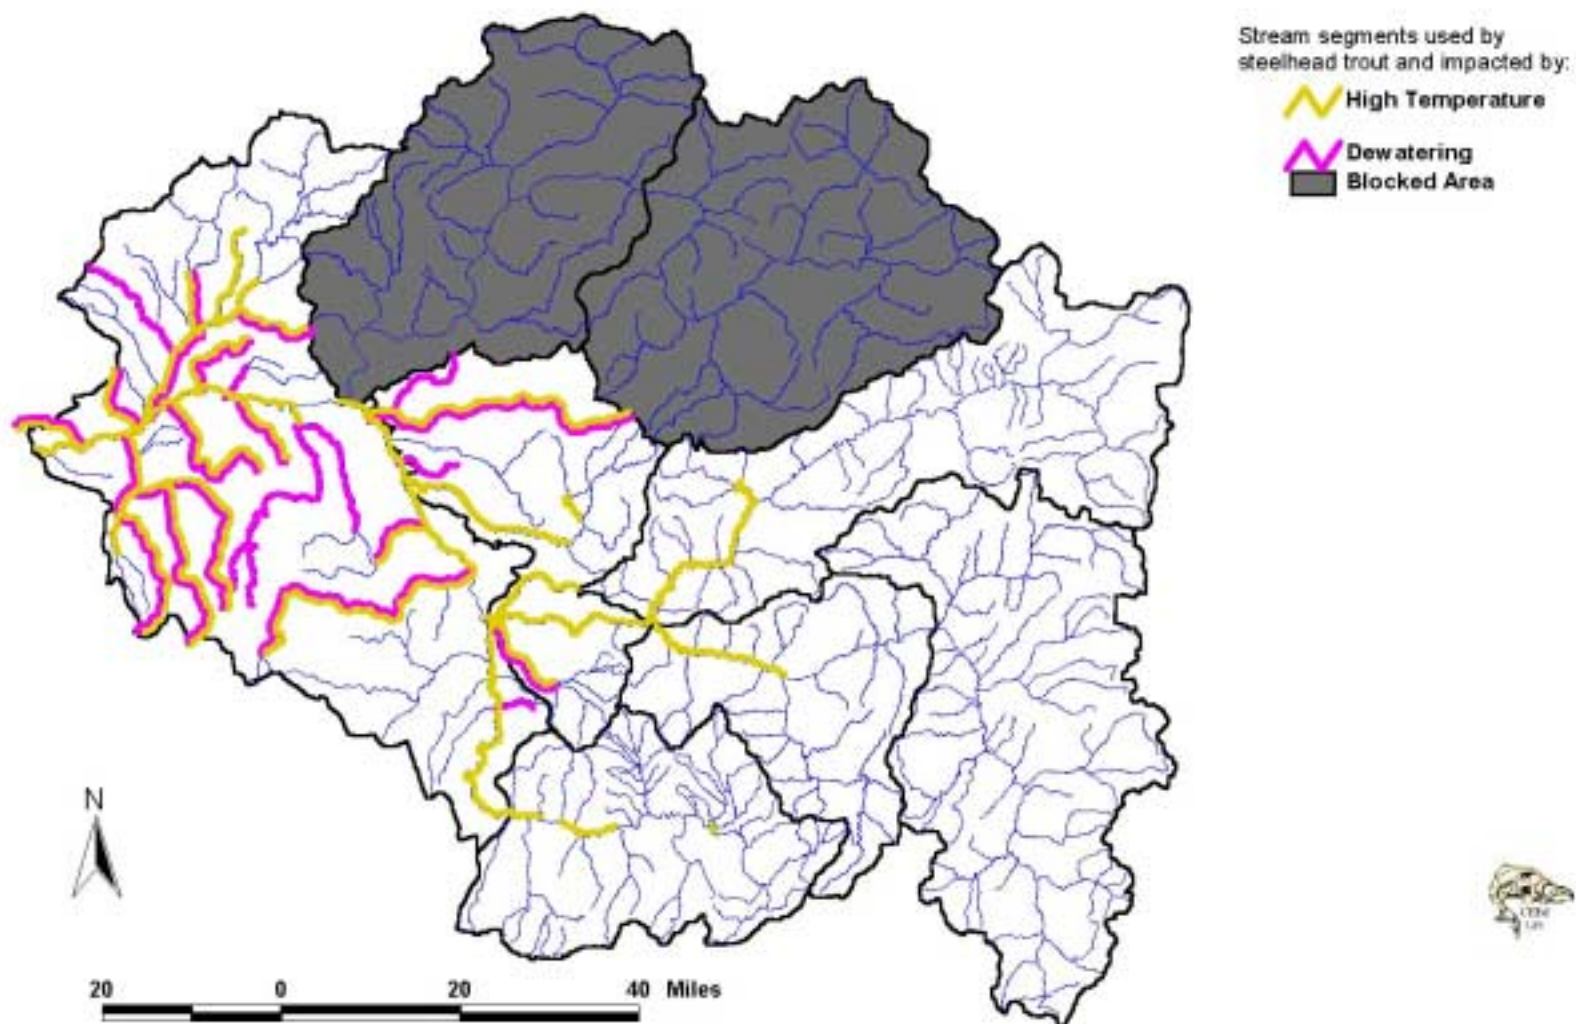 Stream segments used by
steelhead trout and impacted by:
High Temperature
Dewatering
Blocked Area
N
20 0 20 40 Miles